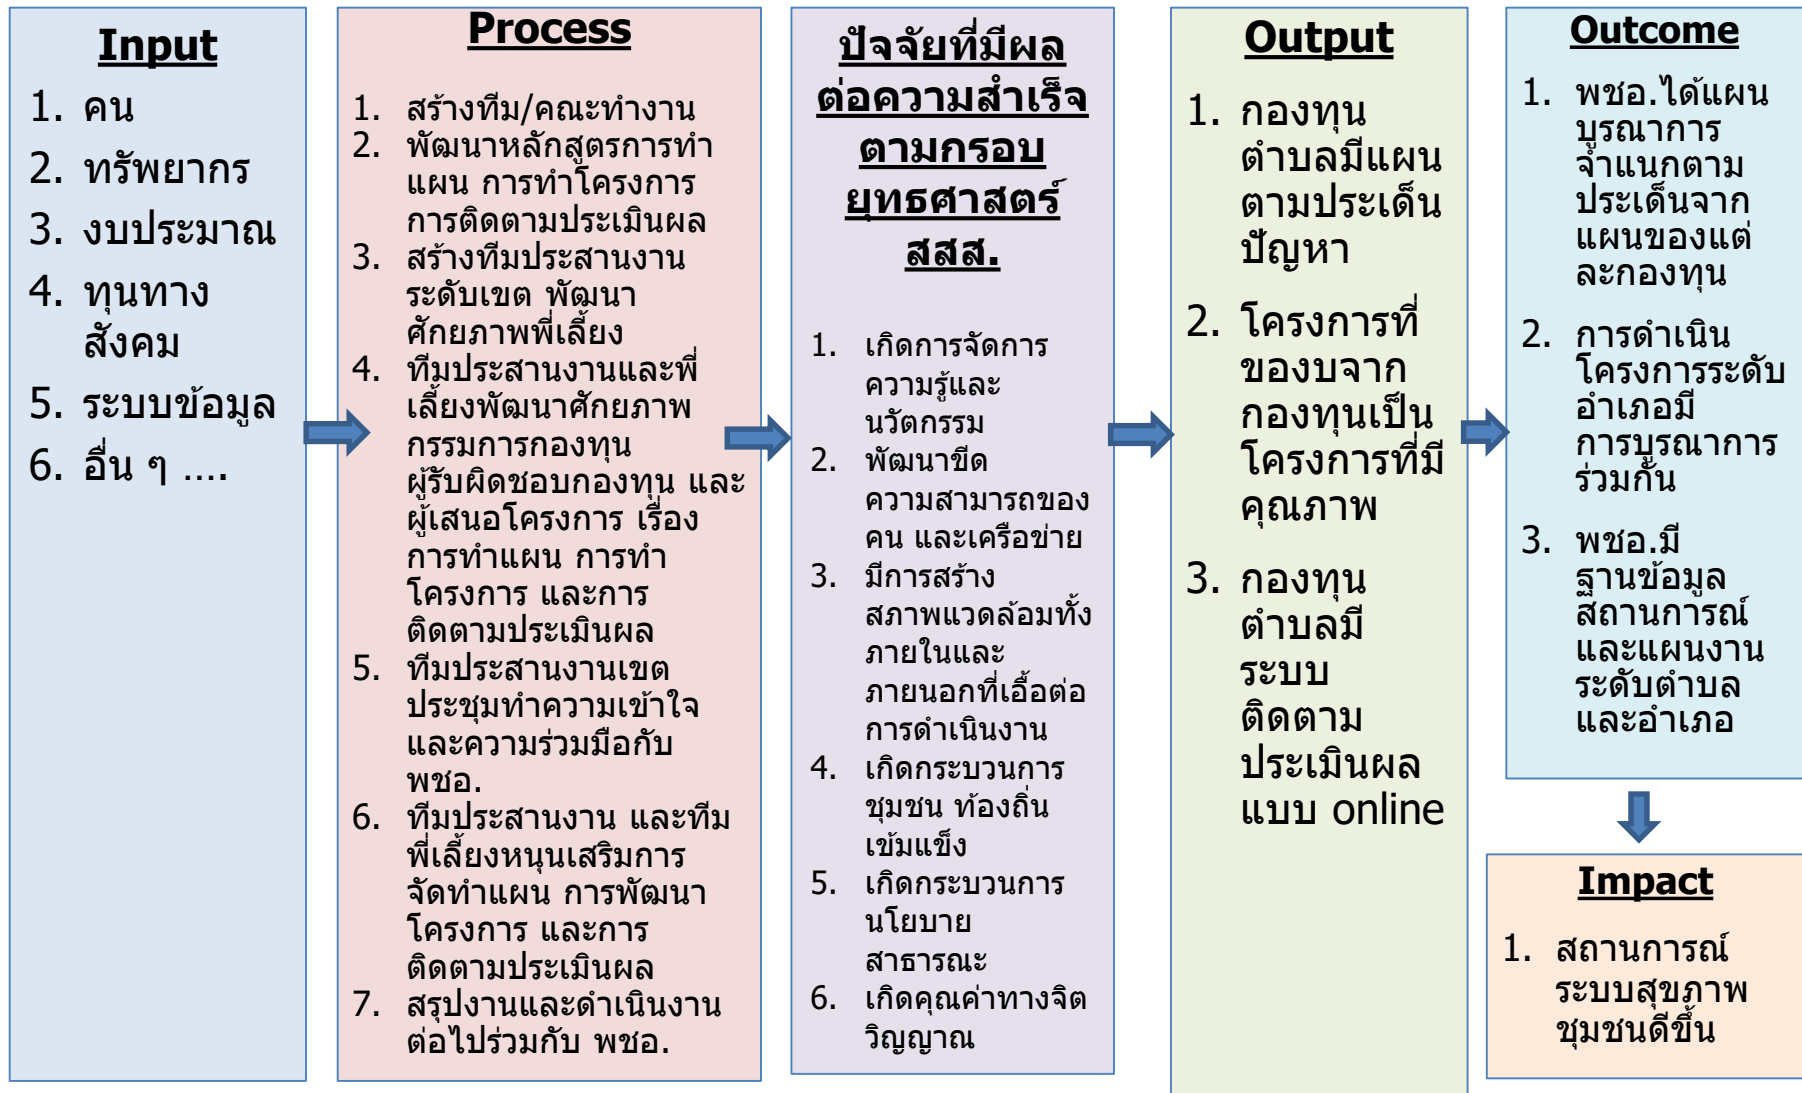 Input
1. คน
2. ทรัพยากร
3. งบประมาณ
4. ทุนทาง
สังคม
5. ระบบข้อมูล
6. อื่น ๆ ....
Process
1. สร้างทีม/คณะทำงาน
2. พัฒนาหลักสูตรการทำ
แผน การทำโครงการ
การติดตามประเมินผล
3. สร้างทีมประสานงาน
ระดับเขต พัฒนา
ศักยภาพพี่เลี้ยง
4. ทีมประสานงานและพี่
เลี้ยงพัฒนาศักยภาพ
กรรมการกองทุน
ผู้รับผิดชอบกองทุน และ
ผู้เสนอโครงการ เรื่อง
การทำแผน การทำ
โครงการ และการ
ติดตามประเมินผล
5. ทีมประสานงานเขต
ประชุมทำความเข้าใจ
และความร่วมมือกับ
พชอ.
6. ทีมประสานงาน และทีม
พี่เลี้ยงหนุนเสริมการ
จัดทำแผน การพัฒนา
โครงการ และการ
ติดตามประเมินผล
7. สรุปงานและดำเนินงาน
ต่อไปร่วมกับ พชอ.
ปัจจัยที่มีผล
ต่อความสำเร็จ
ตามกรอบ
ยุทธศาสตร์
สสส.
1. เกิดการจัดการ
ความรู้และ
นวัตกรรม
2. พัฒนาขีด
ความสามารถของ
คน และเครือข่าย
3. มีการสร้าง
สภาพแวดล้อมทั้ง
ภายในและ
ภายนอกที่เอื้อต่อ
การดำเนินงาน
4. เกิดกระบวนการ
ชุมชน ท้องถิ่น
เข้มแข็ง
5. เกิดกระบวนการ
นโยบาย
สาธารณะ
6. เกิดคุณค่าทางจิต
วิญญาณ
Output
1. กองทุน
ตำบลมีแผน
ตามประเด็น
ปัญหา
2. โครงการที่
ของบจาก
กองทุนเป็น
โครงการที่มี
คุณภาพ
3. กองทุน
ตำบลมี
ระบบ
ติดตาม
ประเมินผล
แบบ online
Outcome
1. พชอ.ได้แผน
บูรณาการ
จำแนกตาม
ประเด็นจาก
แผนของแต่
ละกองทุน
2. การดำเนิน
โครงการระดับ
อำเภอมี
การบูรณาการ
ร่วมกัน
3. พชอ.มี
ฐานข้อมูล
สถานการณ์
และแผนงาน
ระดับตำบล
และอำเภอ
Impact
1. สถานการณ์
ระบบสุขภาพ
ชุมชนดีขึ้น